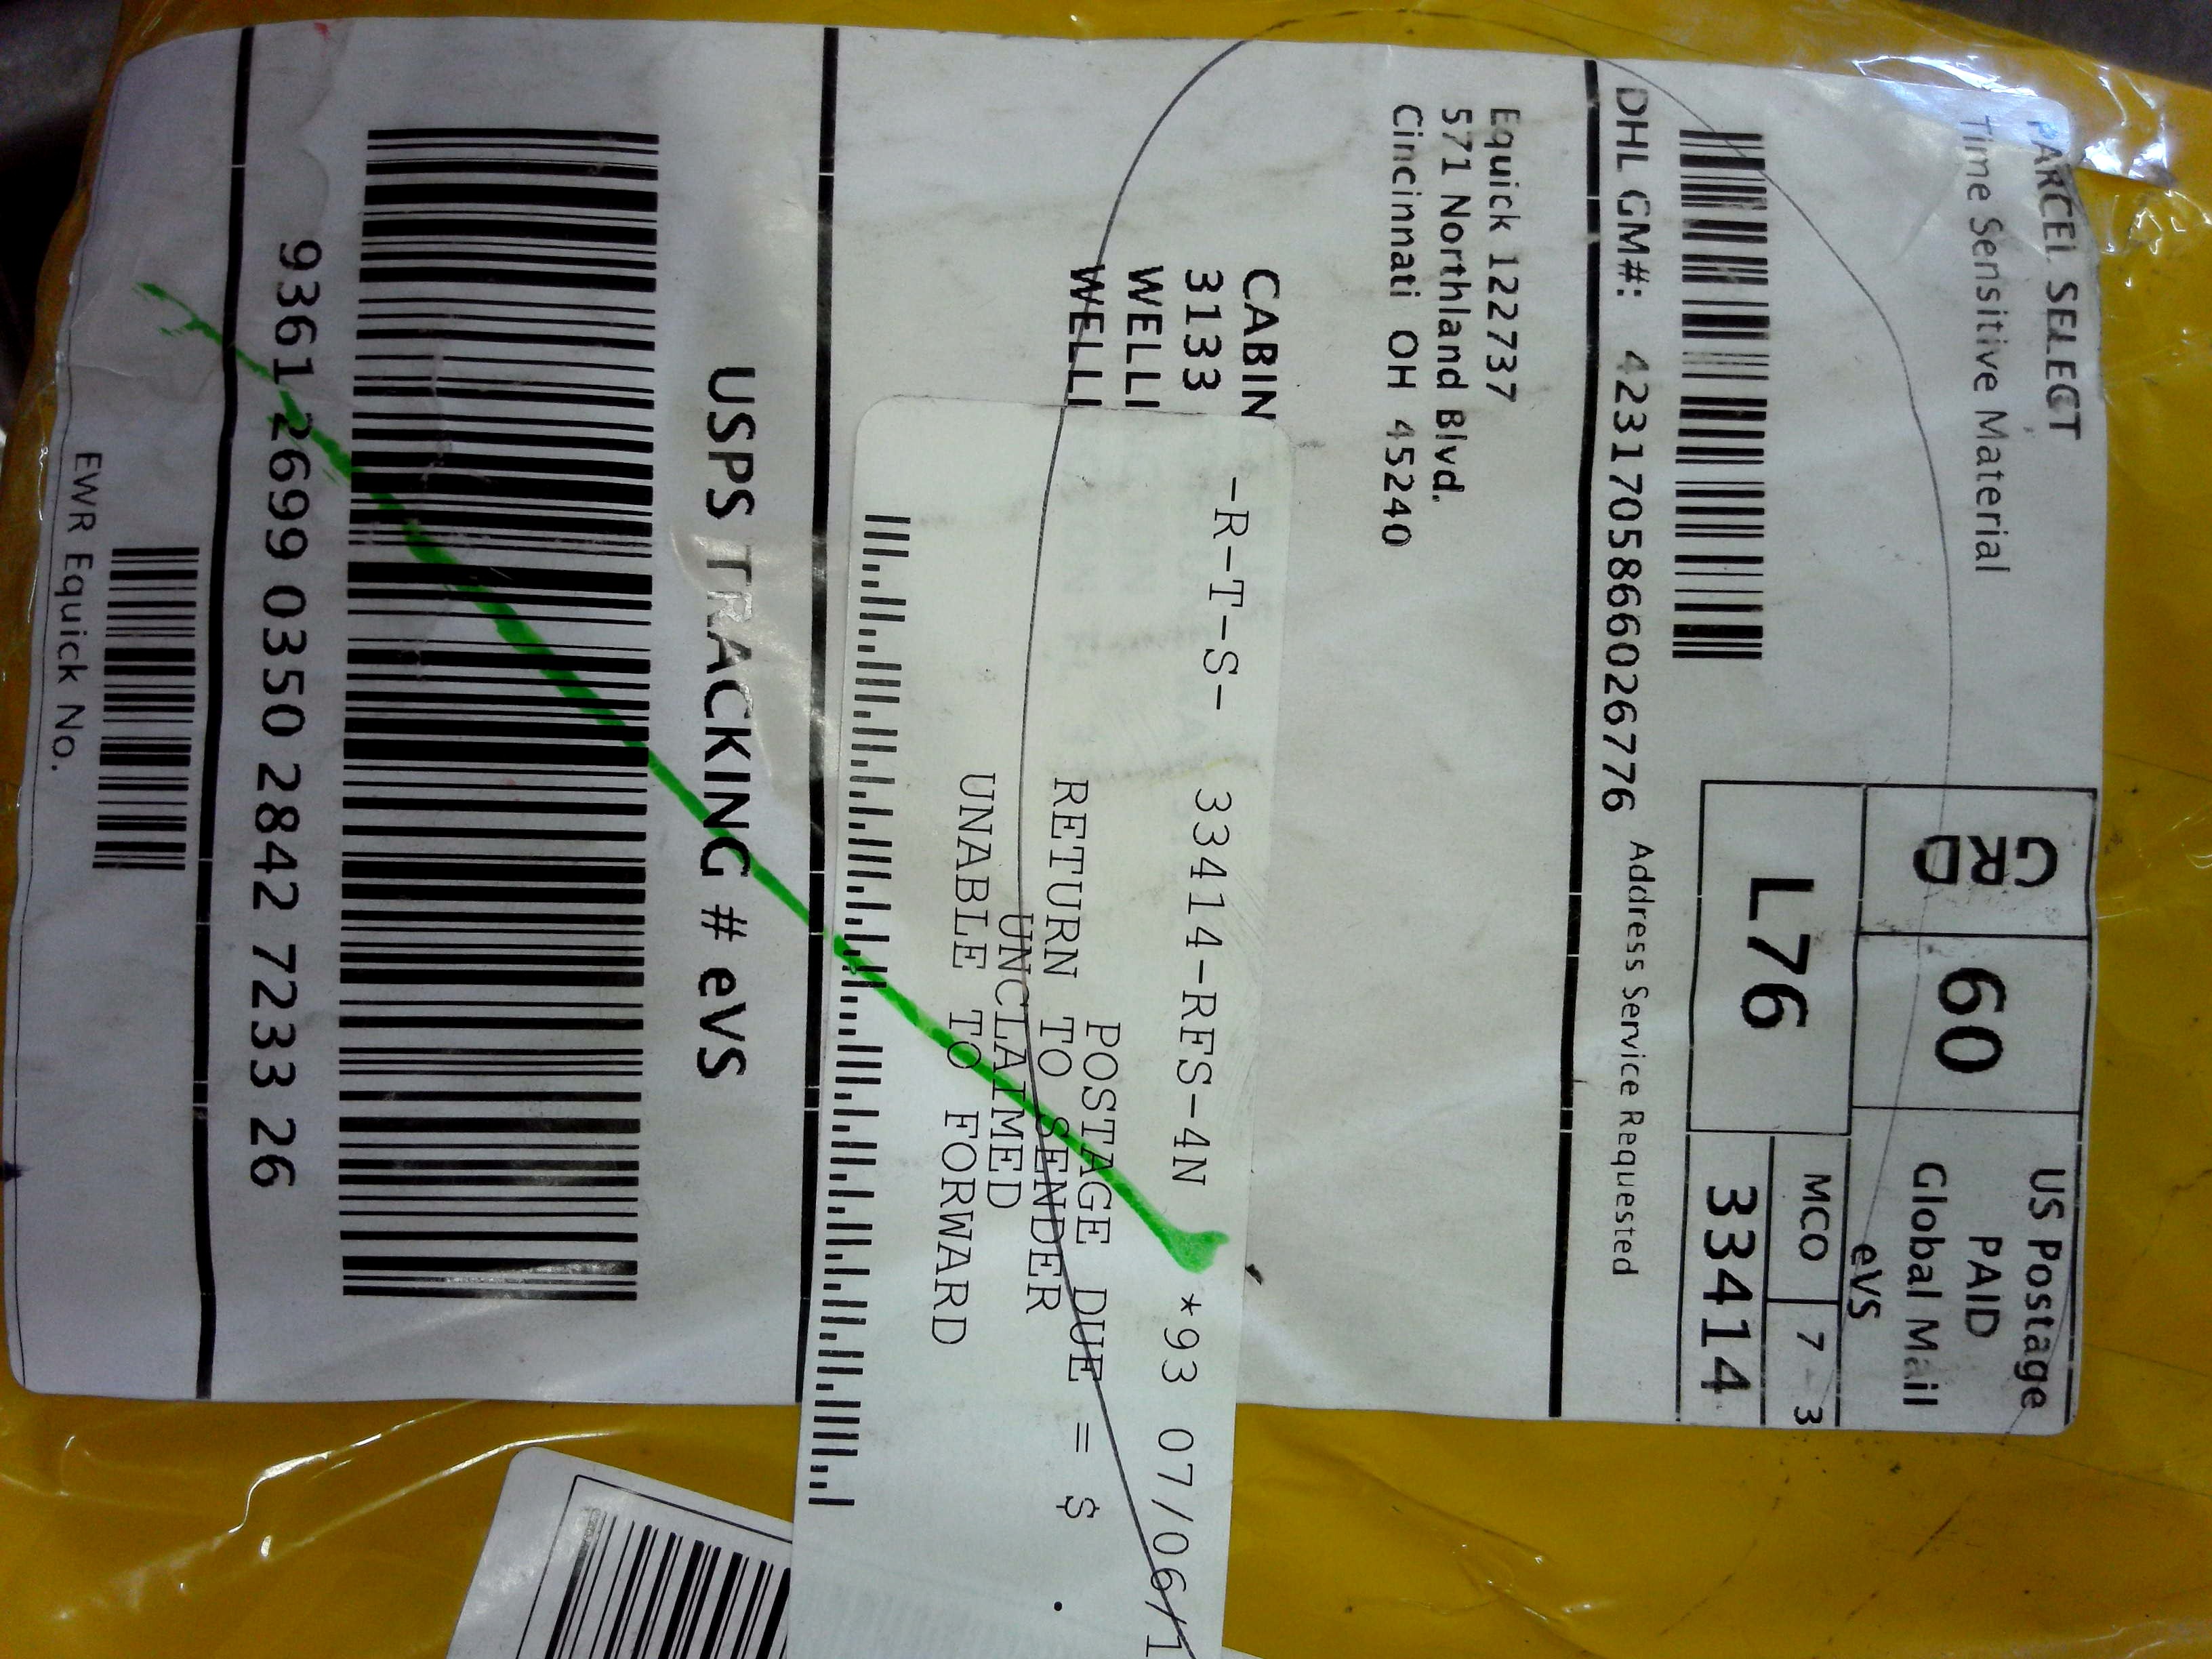 PARCEL SELECT
Time Sensitive Material
GRD
60
US Postage
PAID
Global Mail
eVS
L76
MCO
7 - 3
33414
DHL GM#: 4231705866026776
Address Service Requested
Equick 122737
571 Northland Blvd.
Cincinnati OH 45240
CABIN
3133
WELLI
WELLI
-R-T-S- 33414-RFS-4N *93 07/06/1
POSTAGE DUE = $ .
RETURN TO SENDER
UNCLAIMED
UNABLE TO FORWARD
USPS TRACKING # eVS
9361 2699 0350 2842 7233 26
EWR Equick No.